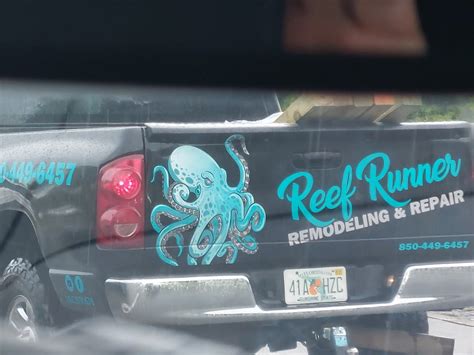 0-449-6457
Reef Runner
REMODELING & REPAIR
850-449-6457
41A HZC